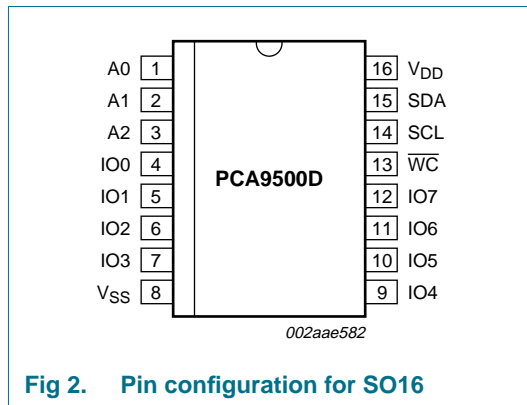 A0 1 16 VDD
A1 2 15 SDA
A2 3 14 SCL
IO0 4 13 W̅C̅
PCA9500D
IO1 5 12 IO7
IO2 6 11 IO6
IO3 7 10 IO5
VSS 8 9 IO4
002aae582
Fig 2. Pin configuration for SO16